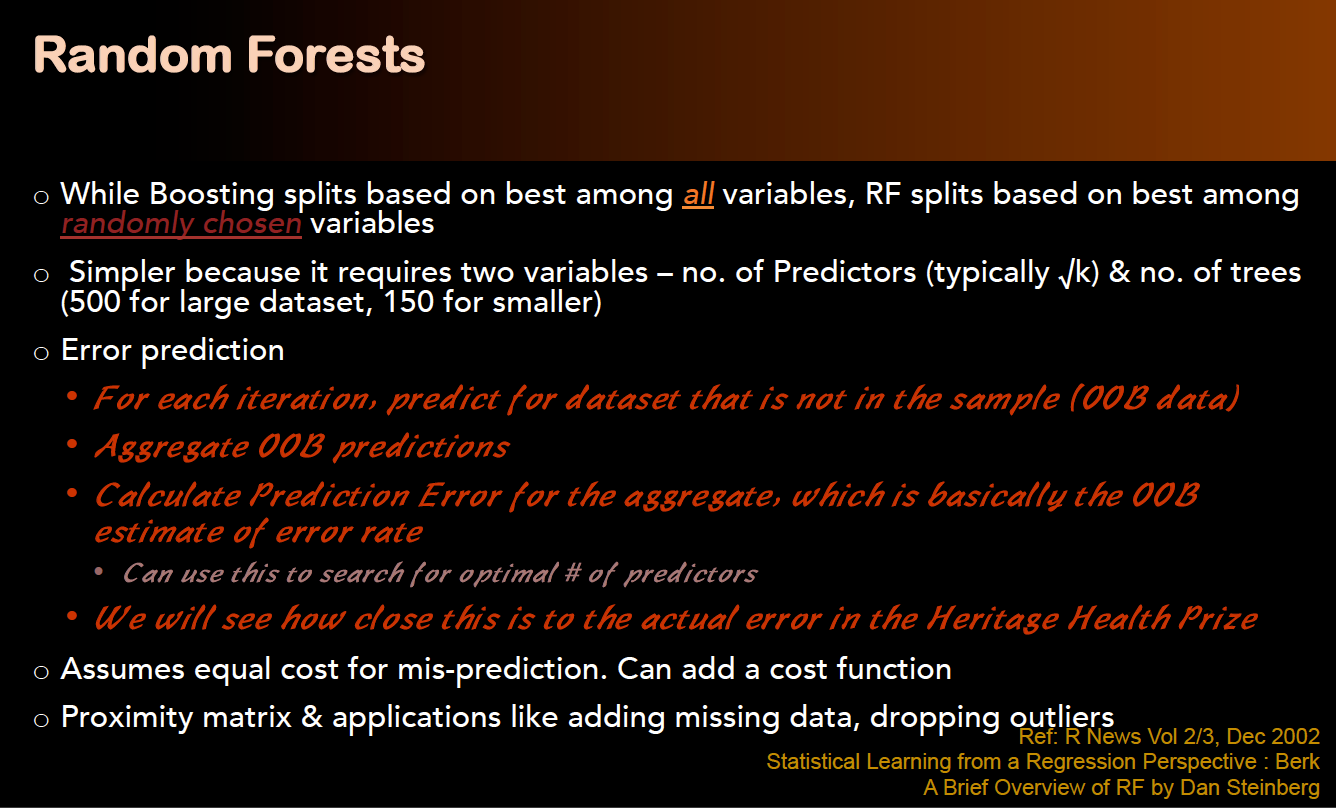 Random Forests
While Boosting splits based on best among all variables, RF splits based on best among
randomly chosen variables
Simpler because it requires two variables – no. of Predictors (typically √k) & no. of trees
(500 for large dataset, 150 for smaller)
Error prediction
For each iteration, predict for dataset that is not in the sample (OOB data)
Aggregate OOB predictions
Calculate Prediction Error for the aggregate, which is basically the OOB
estimate of error rate
Can use this to search for optimal # of predictors
We will see how close this is to the actual error in the Heritage Health Prize
Assumes equal cost for mis-prediction. Can add a cost function
Proximity matrix & applications like adding missing data, dropping outliers
Ref: R News Vol 2/3, Dec 2002
Statistical Learning from a Regression Perspective : Berk
A Brief Overview of RF by Dan Steinberg